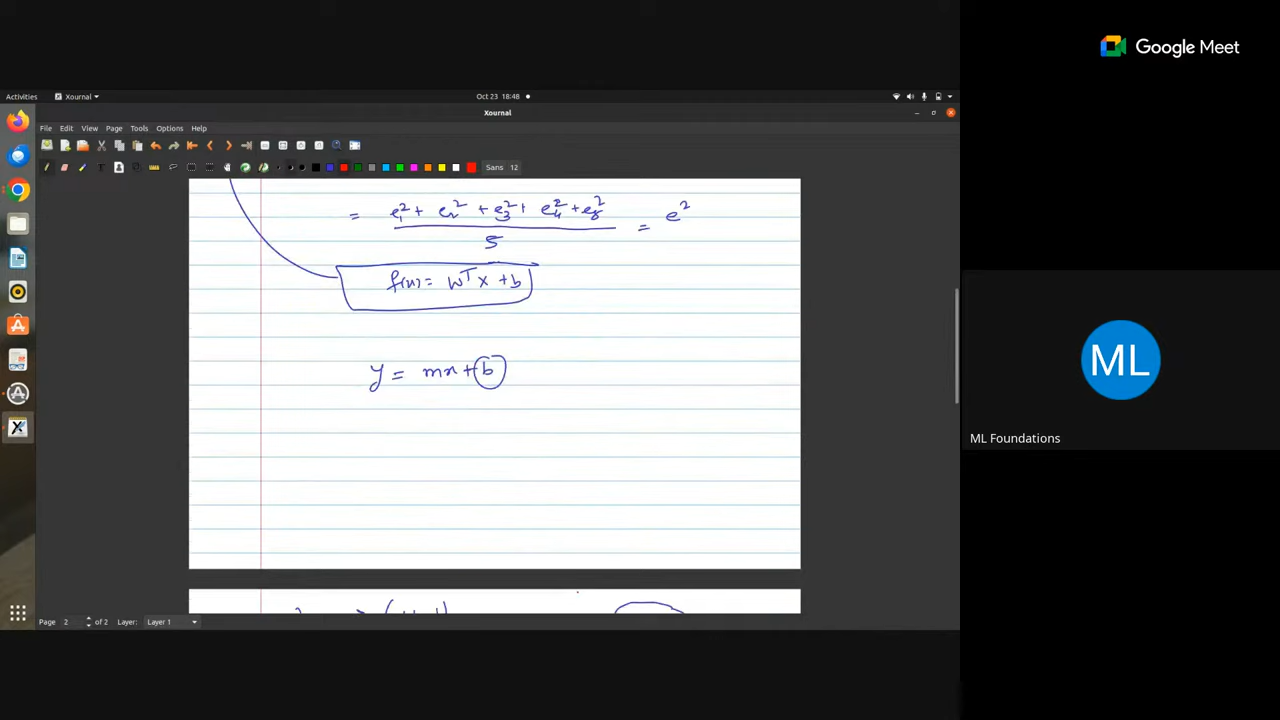 Google Meet
Activities Xournal Oct 23 18:48
Xournal
File Edit View Page Tools Options Help
Sans 12
= e₁² + e₂² + e₃² + e₄² + e₅² = e²
5
f(x) = wᵀx + b
y = mx + b
ML
ML Foundations
Page 2 of 2 Layer: Layer 1